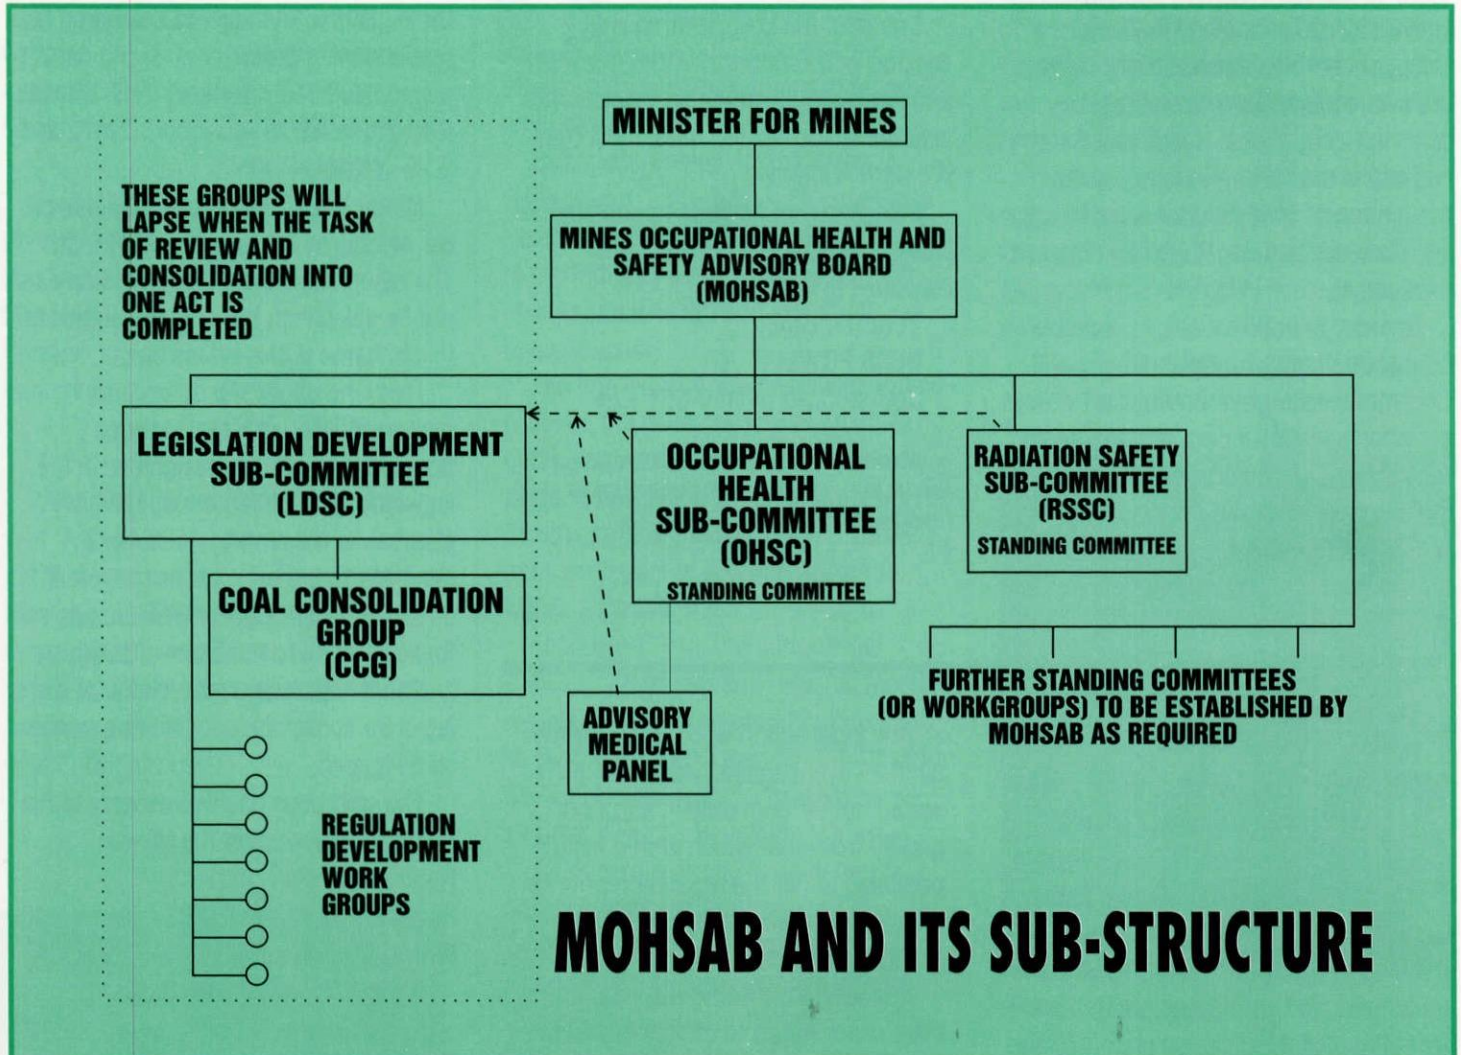 MINISTER FOR MINES
THESE GROUPS WILL
LAPSE WHEN THE TASK
OF REVIEW AND
CONSOLIDATION INTO
ONE ACT IS
COMPLETED
MINES OCCUPATIONAL HEALTH AND
SAFETY ADVISORY BOARD
(MOHSAB)
LEGISLATION DEVELOPMENT
SUB-COMMITTEE
(LDSC)
OCCUPATIONAL
HEALTH
SUB-COMMITTEE
(OHSC)
STANDING COMMITTEE
RADIATION SAFETY
SUB-COMMITTEE
(RSSC)
STANDING COMMITTEE
COAL CONSOLIDATION
GROUP
(CCG)
ADVISORY
MEDICAL
PANEL
FURTHER STANDING COMMITTEES
(OR WORKGROUPS) TO BE ESTABLISHED BY
MOHSAB AS REQUIRED
REGULATION
DEVELOPMENT
WORK
GROUPS
MOHSAB AND ITS SUB-STRUCTURE